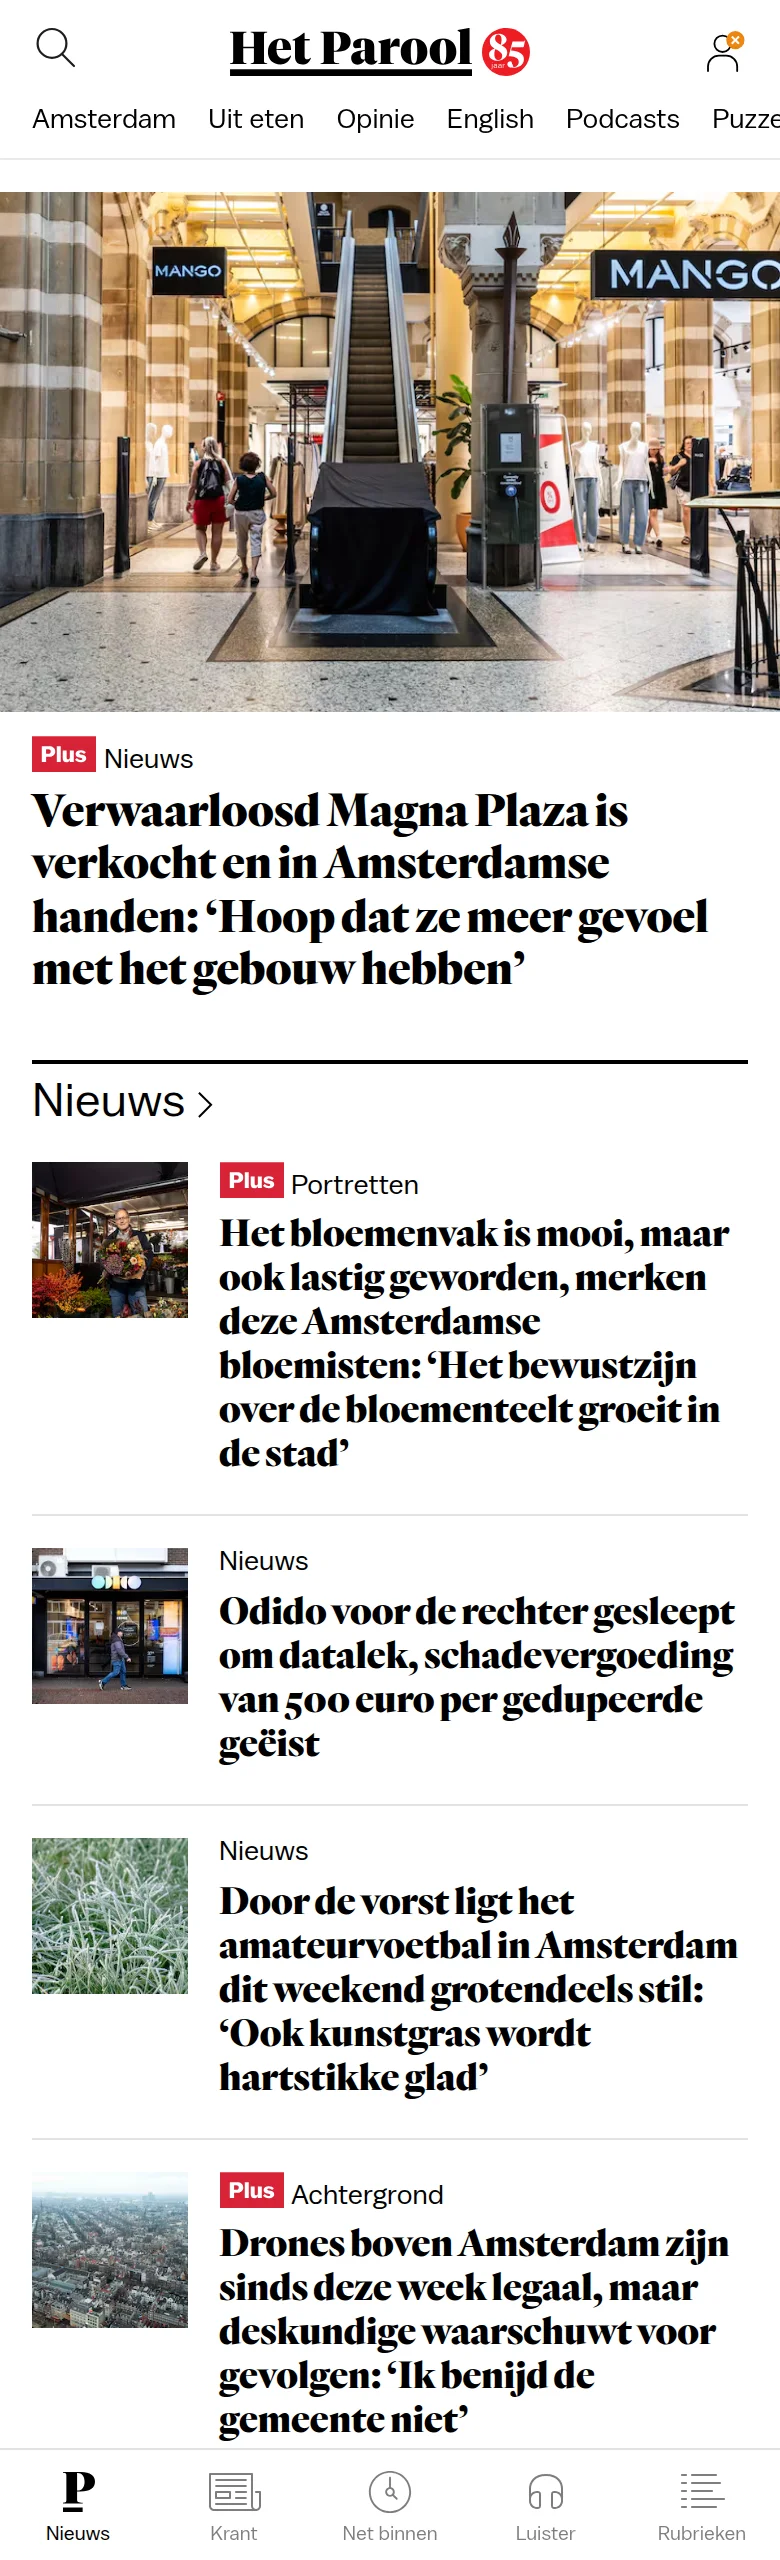 Het Parool 85 jaar
Amsterdam Uit eten Opinie English Podcasts Puzze
MANGO
MANGO
Plus Nieuws
Verwaarloosd Magna Plaza is
verkocht en in Amsterdamse
handen: ‘Hoop dat ze meer gevoel
met het gebouw hebben’
Nieuws
Plus Portretten
Het bloemenvak is mooi, maar
ook lastig geworden, merken
deze Amsterdamse
bloemisten: ‘Het bewustzijn
over de bloementeelt groeit in
de stad’
Nieuws
Odido voor de rechter gesleept
om datalek, schadevergoeding
van 500 euro per gedupeerde
geëist
Nieuws
Door de vorst ligt het
amateurvoetbal in Amsterdam
dit weekend grotendeels stil:
‘Ook kunstgras wordt
hartstikke glad’
Plus Achtergrond
Drones boven Amsterdam zijn
sinds deze week legaal, maar
deskundige waarschuwt voor
gevolgen: ‘Ik benijd de
gemeente niet’
P
Nieuws Krant Net binnen Luister Rubrieken